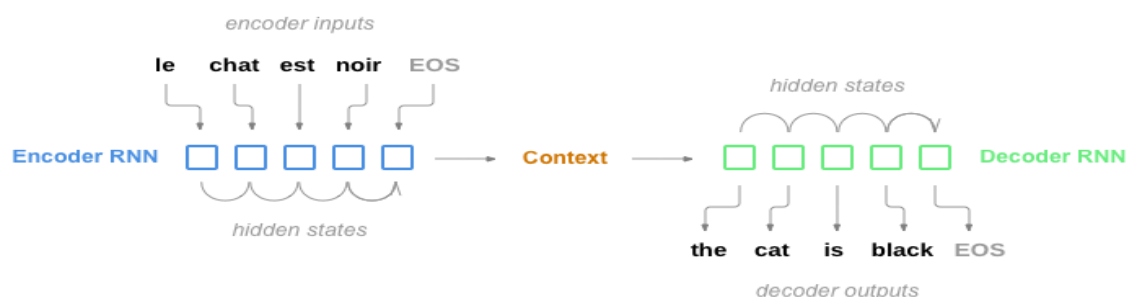 encoder inputs
le chat est noir EOS
hidden states
Encoder RNN Context Decoder RNN
hidden states
the cat is black EOS
decoder outputs